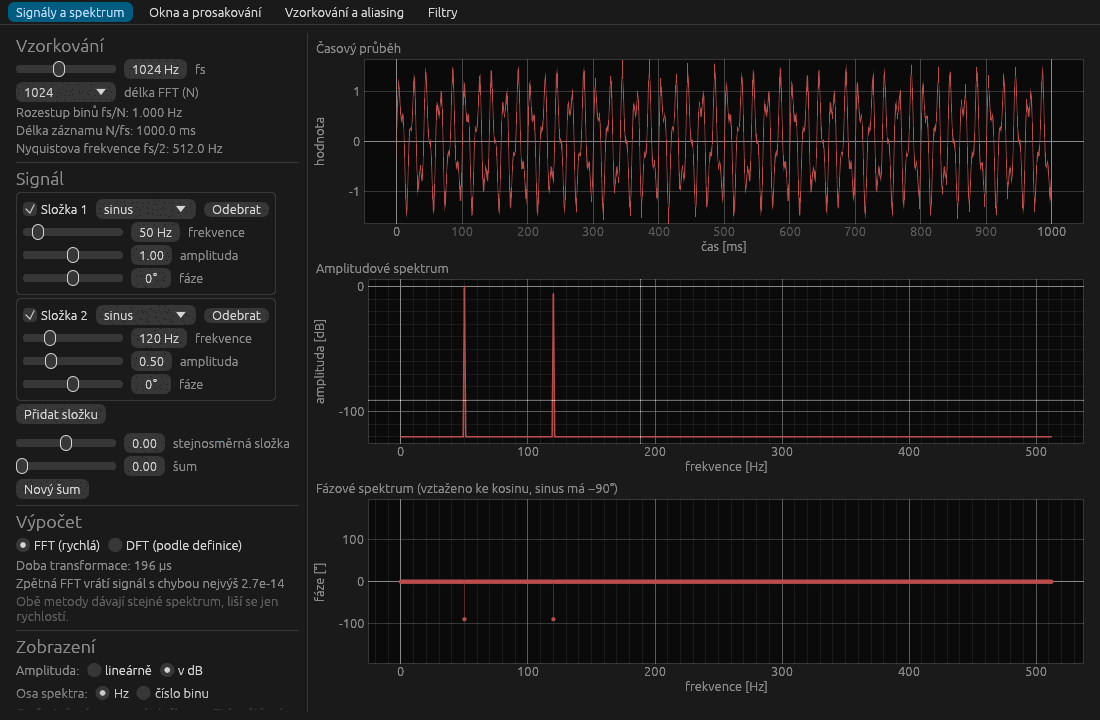 Signály a spektrum Okna a prosakování Vzorkování a aliasing Filtry
Vzorkování
1024 Hz fs
1024 délka FFT (N)
Rozestup binů fs/N: 1.000 Hz
Délka záznamu N/fs: 1000.0 ms
Nyquistova frekvence fs/2: 512.0 Hz
Signál
Složka 1 sinus Odebrat
50 Hz frekvence
1.00 amplituda
0° fáze
Složka 2 sinus Odebrat
120 Hz frekvence
0.50 amplituda
0° fáze
Přidat složku
0.00 stejnosměrná složka
0.00 šum
Nový šum
Výpočet
FFT (rychlá) DFT (podle definice)
Doba transformace: 196 µs
Zpětná FFT vrátí signál s chybou nejvýš 2.7e-14
Obě metody dávají stejné spektrum, liší se jen
rychlostí.
Zobrazení
Amplituda: lineárně v dB
Osa spektra: Hz číslo binu
Časový průběh
hodnota
1
0
-1
0 100 200 300 400 500 600 700 800 900 1000
čas [ms]
Amplitudové spektrum
amplituda [dB]
0
-100
0 100 200 300 400 500
frekvence [Hz]
Fázové spektrum (vztaženo ke kosinu, sinus má −90°)
fáze [°]
100
0
-100
0 100 200 300 400 500
frekvence [Hz]